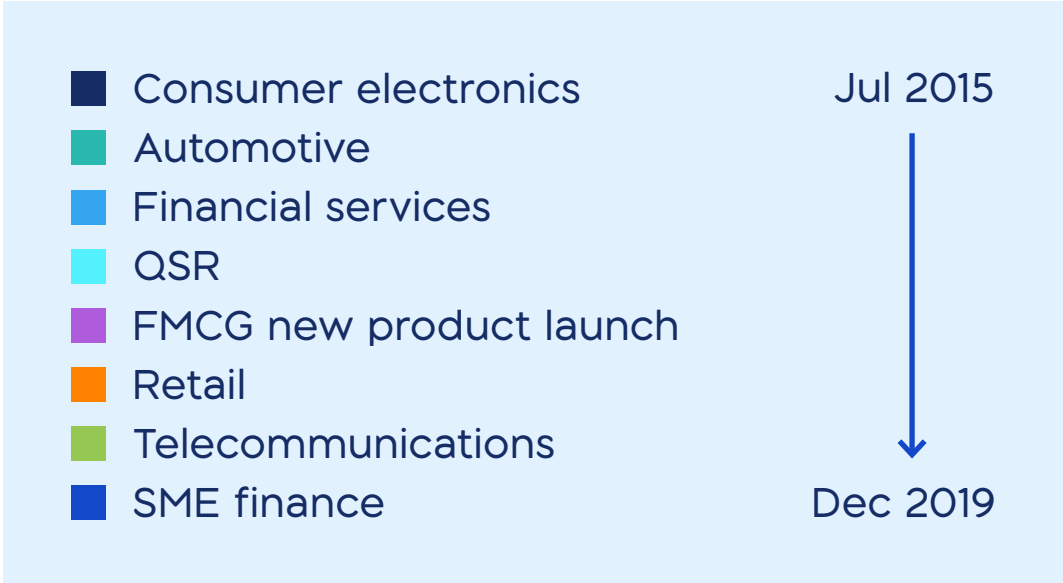 Consumer electronics
Automotive
Financial services
QSR
FMCG new product launch
Retail
Telecommunications
SME finance
Jul 2015
Dec 2019